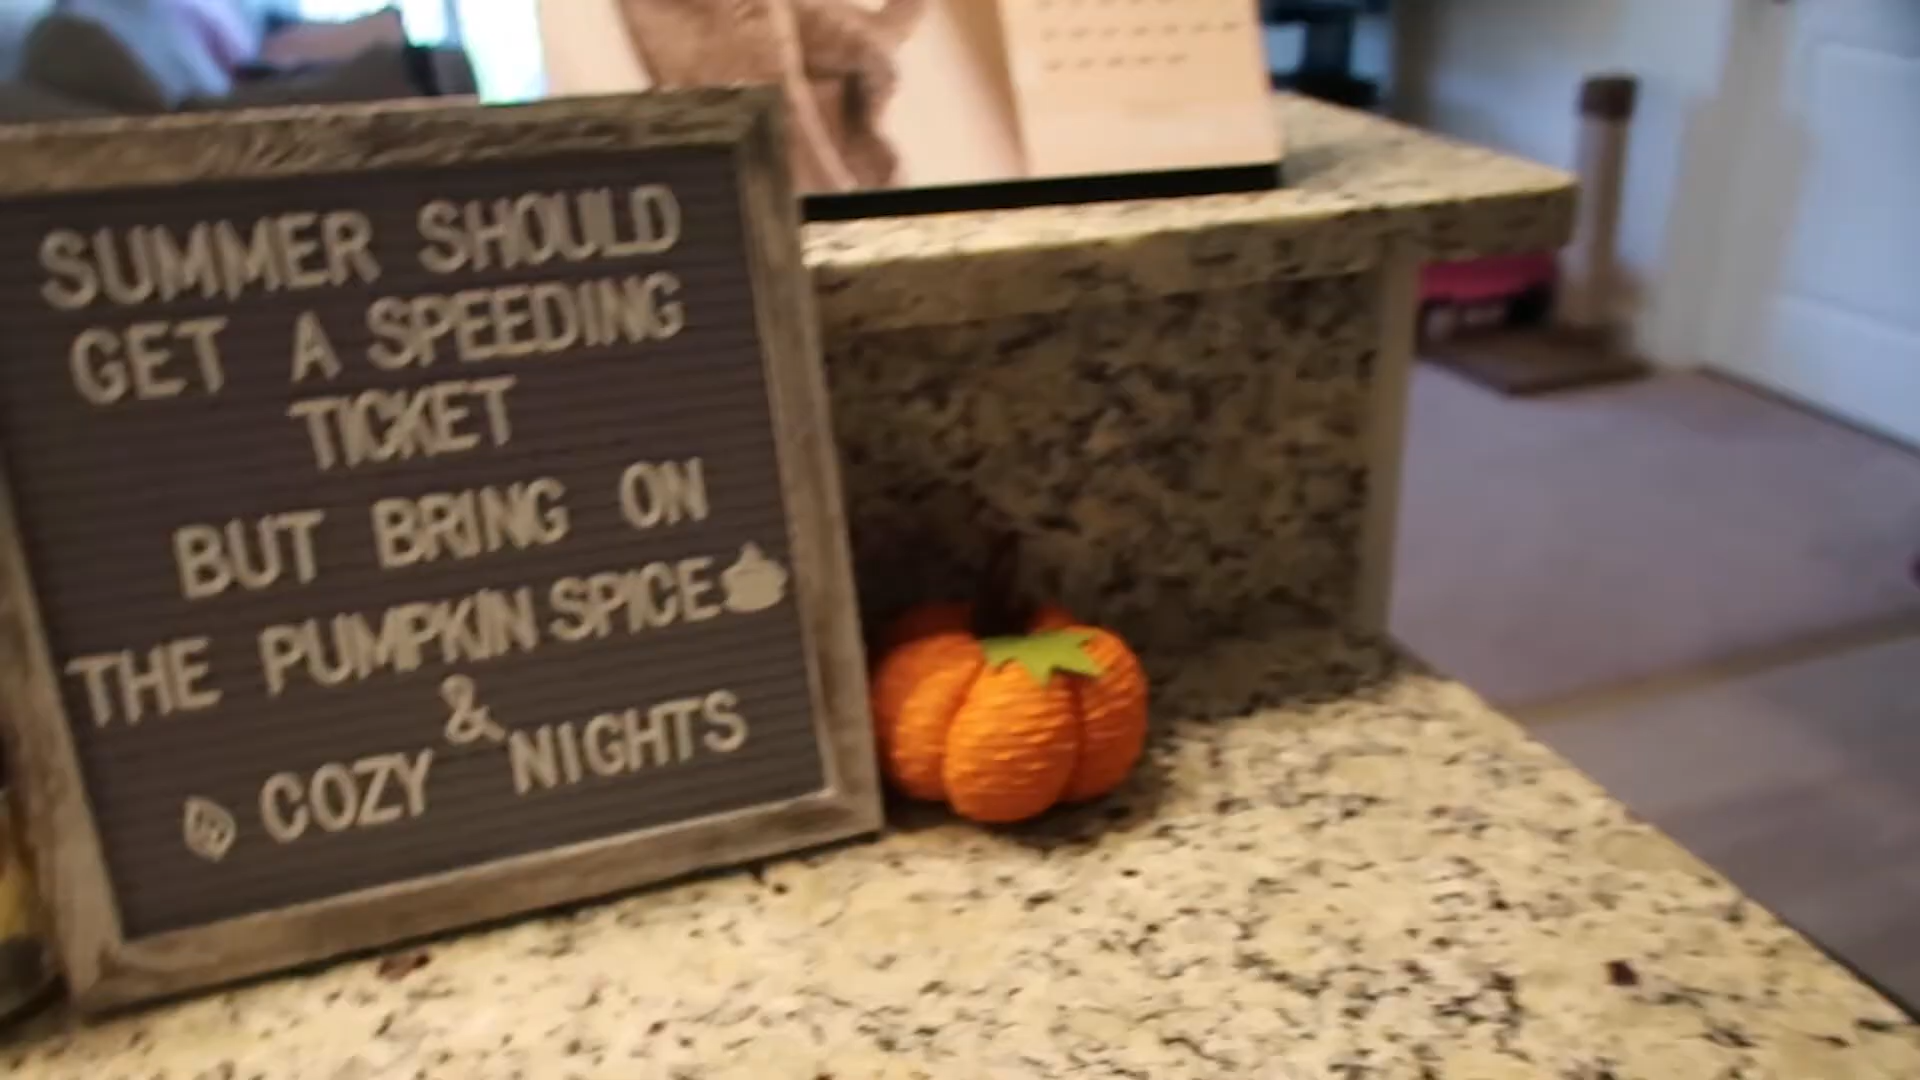 SUMMER SHOULD
GET A SPEEDING
TICKET
BUT BRING ON
THE PUMPKIN SPICE
&
COZY NIGHTS